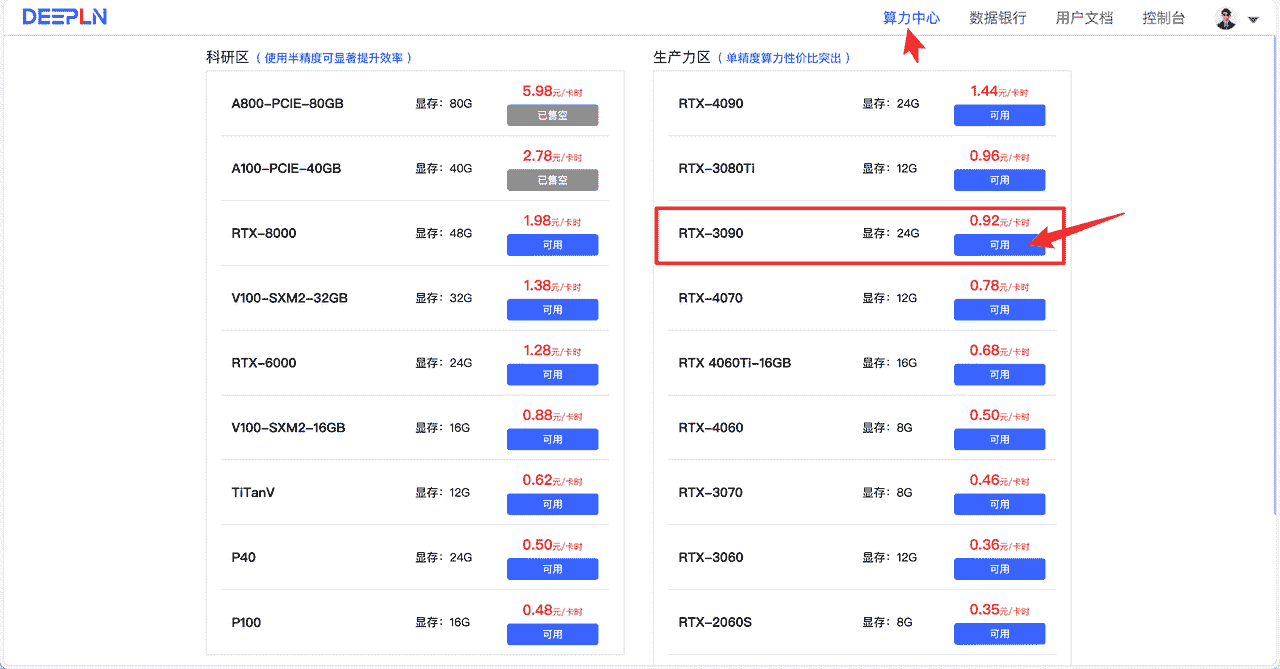 DEEPLN
算力中心 数据银行 用户文档 控制台
科研区 （ 使用半精度可显著提升效率 ）
A800-PCIE-80GB 显存：80G 5.98元/卡时
已售空
A100-PCIE-40GB 显存：40G 2.78元/卡时
已售空
RTX-8000 显存：48G 1.98元/卡时
可用
V100-SXM2-32GB 显存：32G 1.38元/卡时
可用
RTX-6000 显存：24G 1.28元/卡时
可用
V100-SXM2-16GB 显存：16G 0.88元/卡时
可用
TiTanV 显存：12G 0.62元/卡时
可用
P40 显存：24G 0.50元/卡时
可用
P100 显存：16G 0.48元/卡时
可用
生产力区 （ 单精度算力性价比突出 ）
RTX-4090 显存：24G 1.44元/卡时
可用
RTX-3080Ti 显存：12G 0.96元/卡时
可用
RTX-3090 显存：24G 0.92元/卡时
可用
RTX-4070 显存：12G 0.78元/卡时
可用
RTX 4060Ti-16GB 显存：16G 0.68元/卡时
可用
RTX-4060 显存：8G 0.50元/卡时
可用
RTX-3070 显存：8G 0.46元/卡时
可用
RTX-3060 显存：12G 0.36元/卡时
可用
RTX-2060S 显存：8G 0.35元/卡时
可用